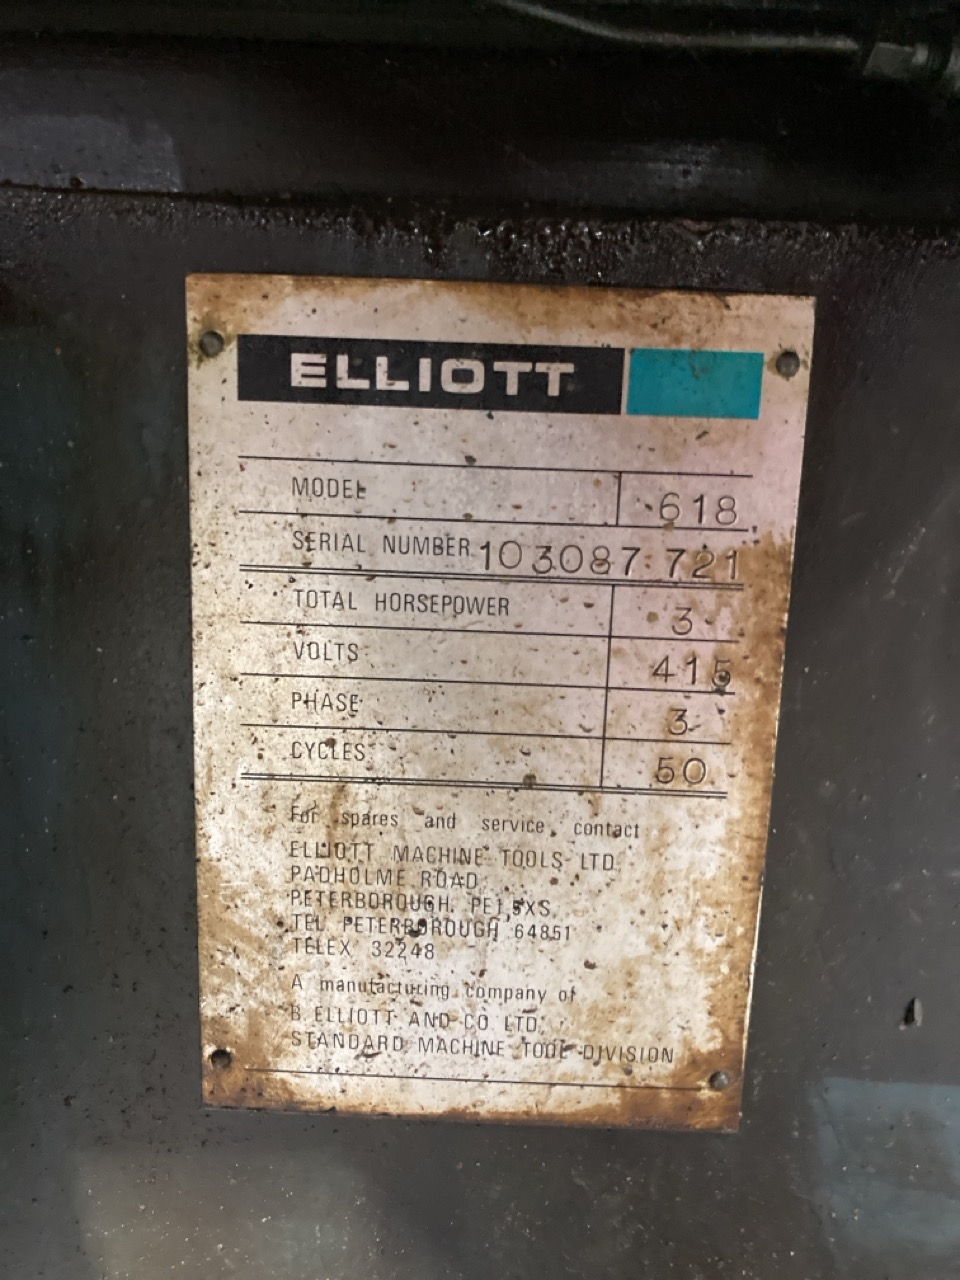 ELLIOTT
MODEL 618
SERIAL NUMBER 103087 721
TOTAL HORSEPOWER 3
VOLTS 415
PHASE 3
CYCLES 50
For spares and service, contact
ELLIOTT MACHINE TOOLS LTD
PADHOLME ROAD
PETERBOROUGH. PE1 5XS
TEL PETERBOROUGH 64851
TELEX 32248
A manufacturing company of
B. ELLIOTT AND CO LTD.
STANDARD MACHINE TOOL DIVISION